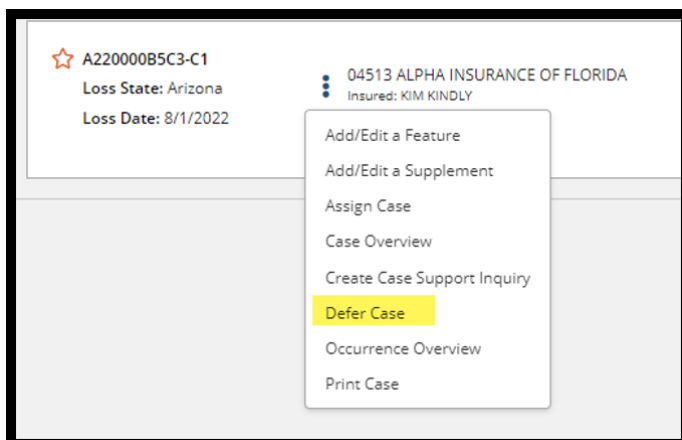 A220000B5C3-C1
Loss State: Arizona
Loss Date: 8/1/2022
04513 ALPHA INSURANCE OF FLORIDA
Insured: KIM KINDLY
Add/Edit a Feature
Add/Edit a Supplement
Assign Case
Case Overview
Create Case Support Inquiry
Defer Case
Occurrence Overview
Print Case